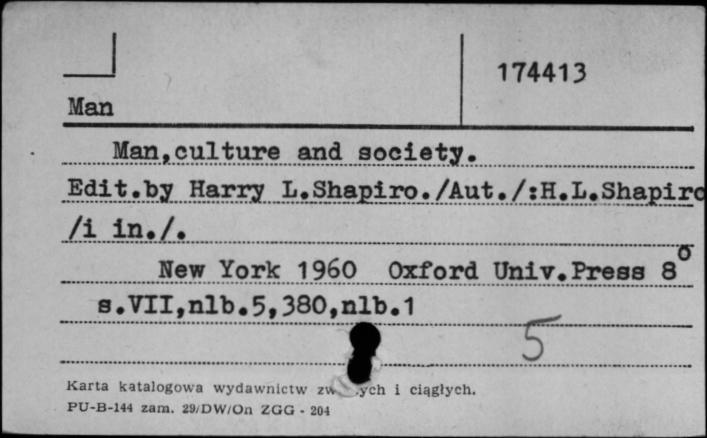 174413
Man
Man,culture and society.
Edit.by Harry L.Shapiro./Aut./:H.L.Shapiro
/i in./.
New York 1960 Oxford Univ.Press 8°
s.VII,nlb.5,380,nlb.1
5
Karta katalogowa wydawnictw i ciągłych.
PU-B-144 zam. 29/DW/On ZGG - 204